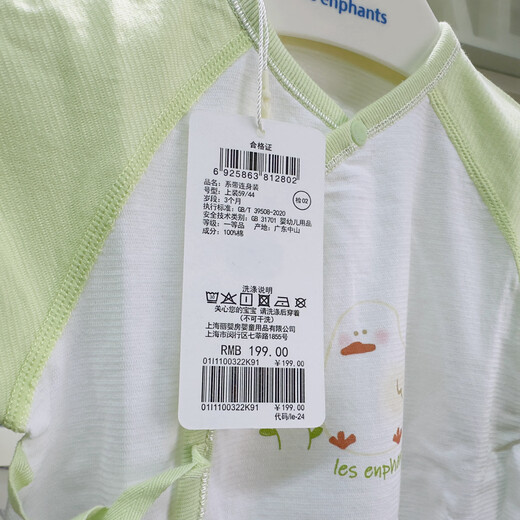 enphants
合格证
6 925863 812802
品名：系带连身装
号型：上装59/44
岁段：3个月
检02
执行标准：GB/T 39508-2020
安全技术类别：GB 31701 婴幼儿用品
等级：一等品 产地：广东中山
成分：100%棉
洗涤说明
关心您的宝宝 请洗涤后穿着
(不可干洗)
上海丽婴房婴童用品有限公司
上海市闵行区七莘路1855号
RMB 199.00
01I1100322K91 ￥199.00
01I1100322K91 ￥199.00
代码/le-24
les enph